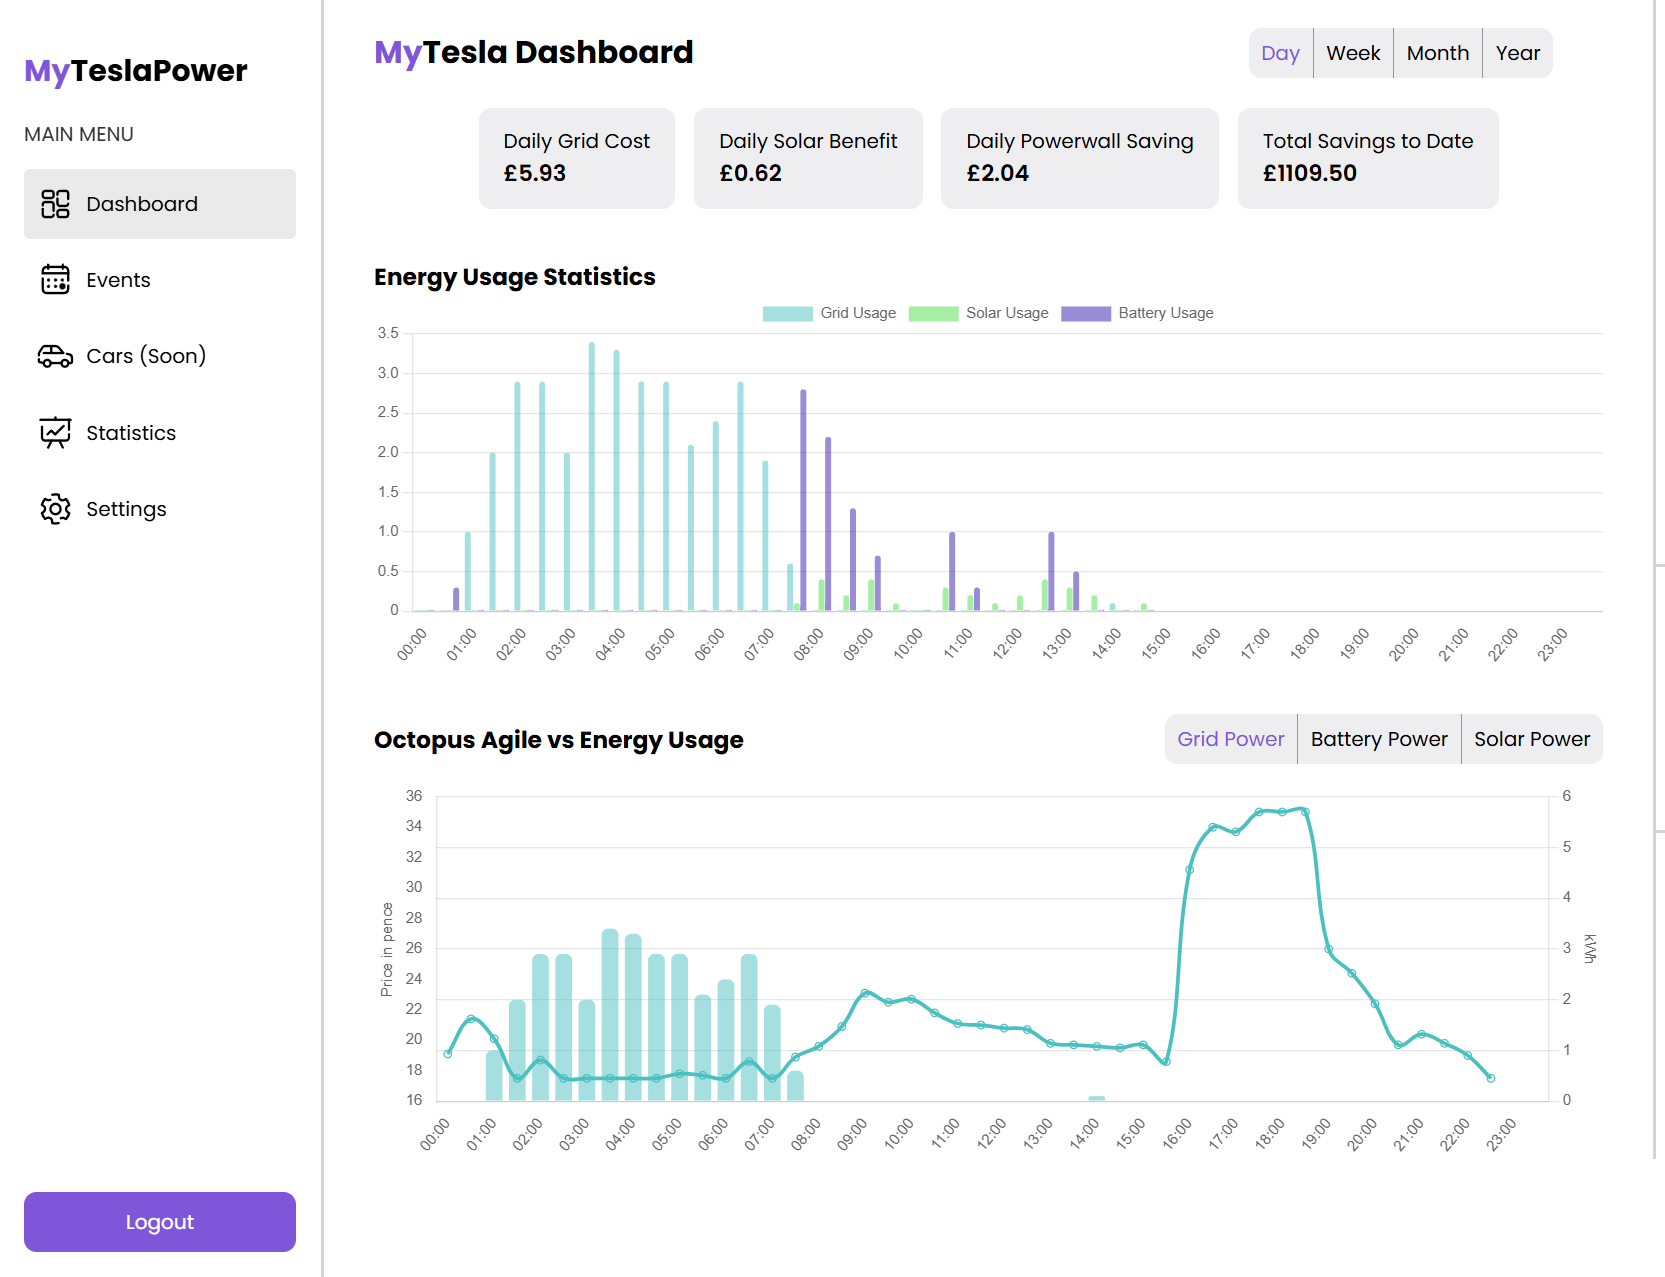 MyTeslaPower
MAIN MENU
Dashboard
Events
Cars (Soon)
Statistics
Settings
Logout
MyTesla Dashboard
Day Week Month Year
Daily Grid Cost
£5.93
Daily Solar Benefit
£0.62
Daily Powerwall Saving
£2.04
Total Savings to Date
£1109.50
Energy Usage Statistics
Grid Usage Solar Usage Battery Usage
3.5
3.0
2.5
2.0
1.5
1.0
0.5
0
00:00 01:00 02:00 03:00 04:00 05:00 06:00 07:00 08:00 09:00 10:00 11:00 12:00 13:00 14:00 15:00 16:00 17:00 18:00 19:00 20:00 21:00 22:00 23:00
Octopus Agile vs Energy Usage
Grid Power Battery Power Solar Power
Price in pence
36
34
32
30
28
26
24
22
20
18
16
6
5
4
3
2
1
0
kWh
00:00 01:00 02:00 03:00 04:00 05:00 06:00 07:00 08:00 09:00 10:00 11:00 12:00 13:00 14:00 15:00 16:00 17:00 18:00 19:00 20:00 21:00 22:00 23:00